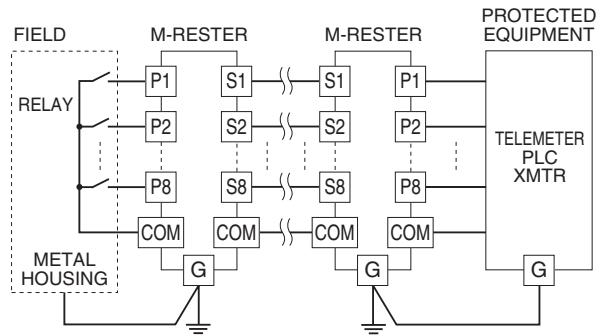 PROTECTED
FIELD M-RESTER M-RESTER EQUIPMENT
P1 S1 S1 P1
RELAY
P2 S2 S2 P2
TELEMETER
PLC
XMTR
P8 S8 S8 P8
COM COM COM COM
METAL
HOUSING
G G G